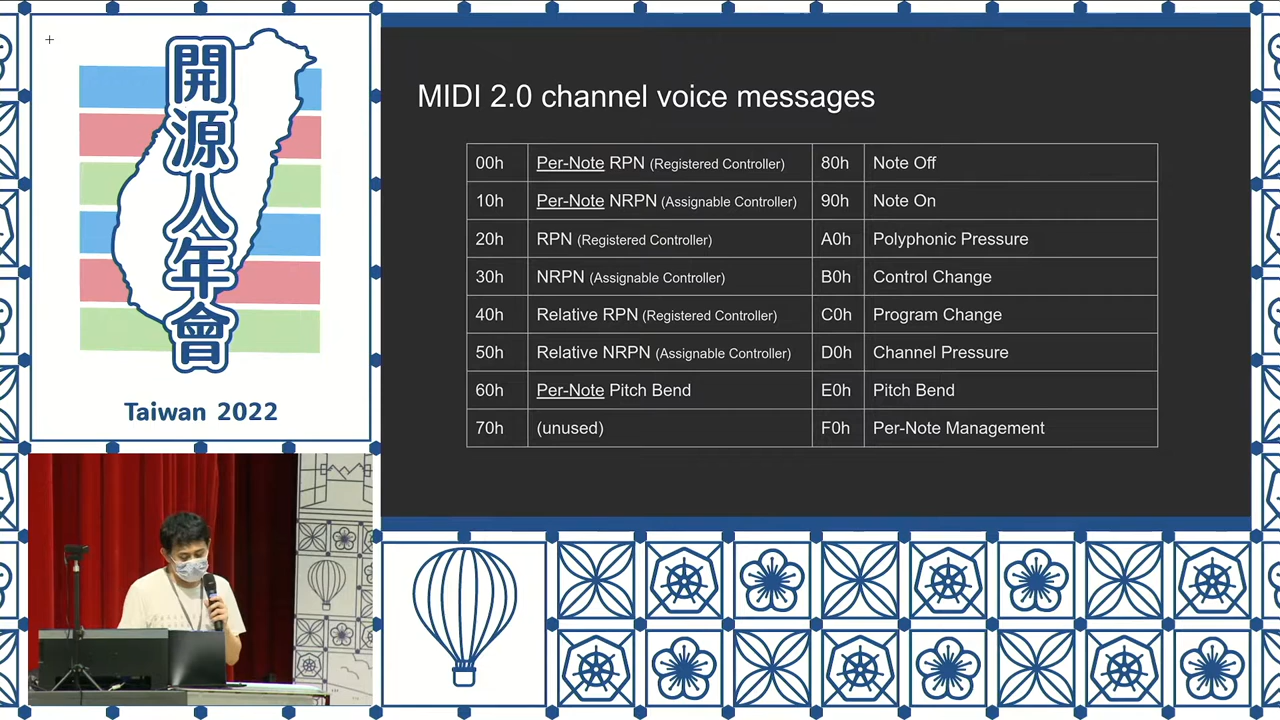 開源人年會
Taiwan 2022
MIDI 2.0 channel voice messages
00h Per-Note RPN (Registered Controller) 80h Note Off
10h Per-Note NRPN (Assignable Controller) 90h Note On
20h RPN (Registered Controller) A0h Polyphonic Pressure
30h NRPN (Assignable Controller) B0h Control Change
40h Relative RPN (Registered Controller) C0h Program Change
50h Relative NRPN (Assignable Controller) D0h Channel Pressure
60h Per-Note Pitch Bend E0h Pitch Bend
70h (unused) F0h Per-Note Management